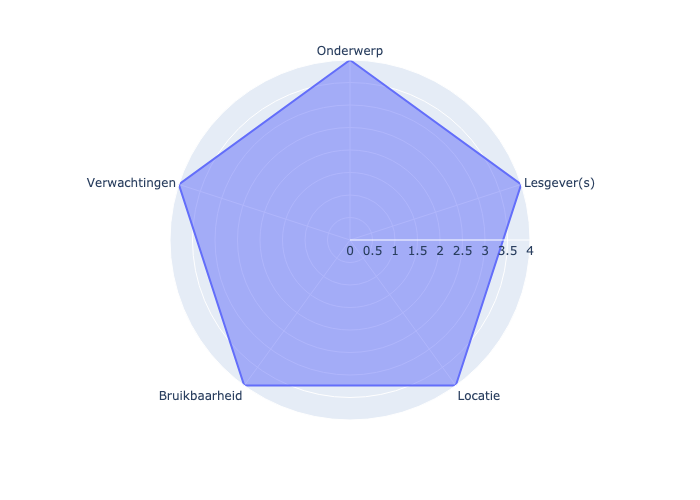 Onderwerp
Verwachtingen
Lesgever(s)
0 0.5 1 1.5 2 2.5 3 3.5 4
Bruikbaarheid
Locatie